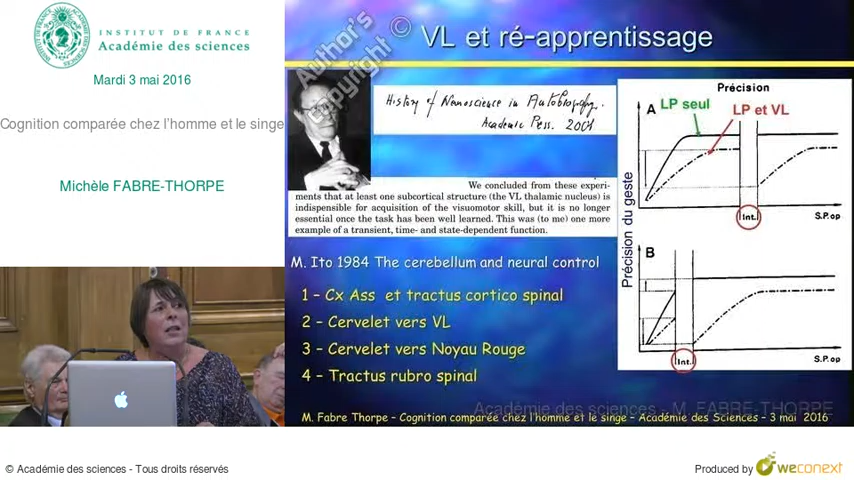 INSTITUT DE FRANCE
Académie des sciences
Mardi 3 mai 2016
Cognition comparée chez l'homme et le singe
Michèle FABRE-THORPE
Author's Copyright ©
VL et ré-apprentissage
History of Neuroscience in Autobiography.
Academic Press. 2001
We concluded from these experi-
ments that at least one subcortical structure (the VL thalamic nucleus) is
indispensable for acquisition of the visuomotor skill, but it is no longer
essential once the task has been well learned. This was (to me) one more
example of a transient, time- and state-dependent function.
M. Ito 1984 The cerebellum and neural control
1 – Cx Ass et tractus cortico spinal
2 – Cervelet vers VL
3 – Cervelet vers Noyau Rouge
4 – Tractus rubro spinal
Précision
A
LP seul
LP et VL
Précision du geste
Int.
S.P.op
B
Int.
S.P.op
Académie des sciences - M. FABRE-THORPE
M. Fabre Thorpe – Cognition comparée chez l'homme et le singe – Académie des Sciences – 3 mai 2016
© Académie des sciences - Tous droits réservés
Produced by weconext